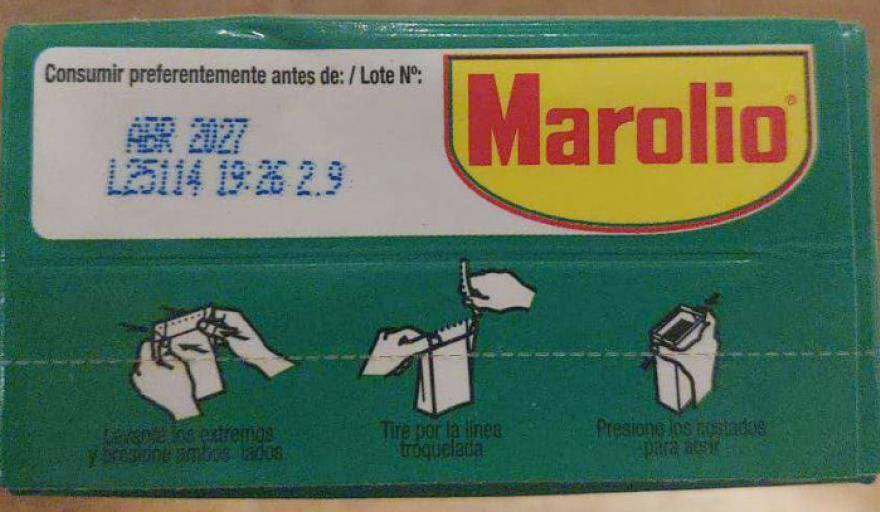 Consumir preferentemente antes de: / Lote Nº:
ABR 2027
L25114 19:26 2.9
Marolio®
Levante los extremos
y presione ambos lados
Tire por la línea
troquelada
Presione los costados
para abrir